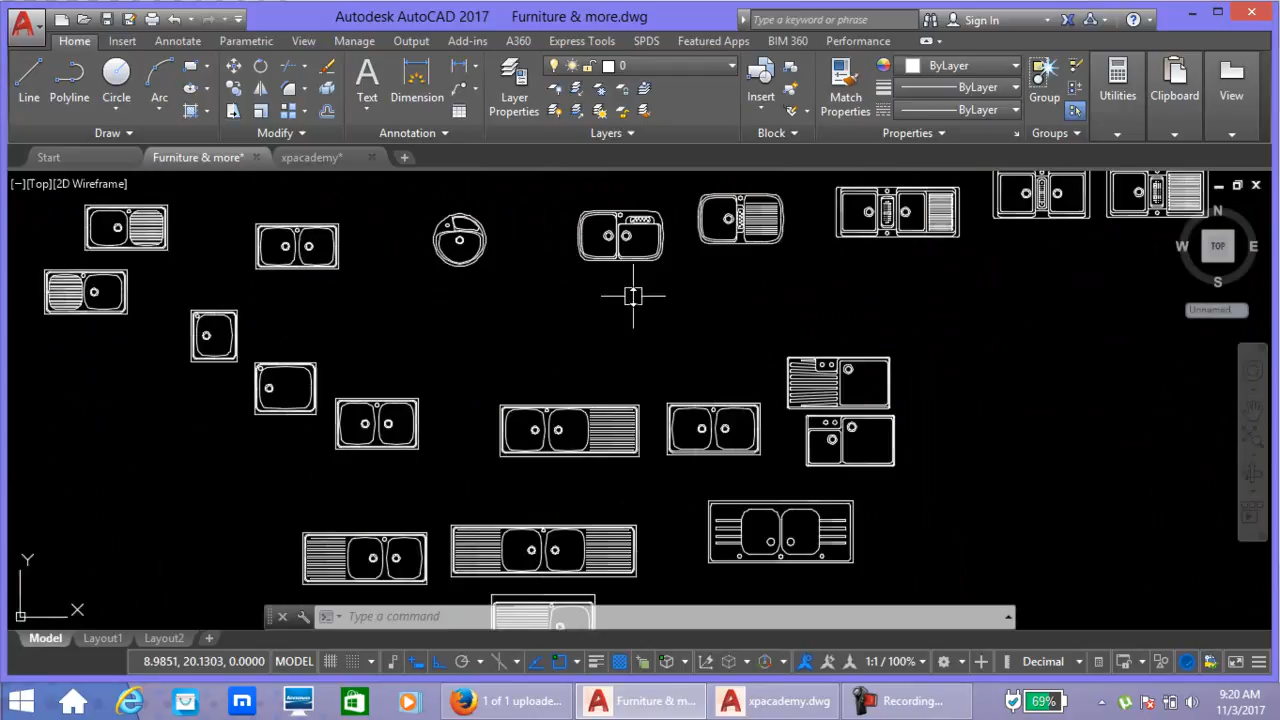 Autodesk AutoCAD 2017 Furniture & more.dwg
Type a keyword or phrase
Sign In
Home Insert Annotate Parametric View Manage Output Add-ins A360 Express Tools SPDS Featured Apps BIM 360 Performance
0
ByLayer
ByLayer
ByLayer
Line Polyline Circle Arc
Text Dimension
Layer Properties
Insert
Match Properties
Group
Utilities
Clipboard
View
Draw Modify Annotation Layers Block Properties Groups
Start Furniture & more* xpacademy*
[−][Top][2D Wireframe]
N
W TOP E
S
Unnamed
Y
X
Type a command
Model Layout1 Layout2
8.9851, 20.1303, 0.0000 MODEL 1:1 / 100% Decimal
1 of 1 uploade... Furniture & m... xpacademy.dwg Recording... 69%
9:20 AM
11/3/2017